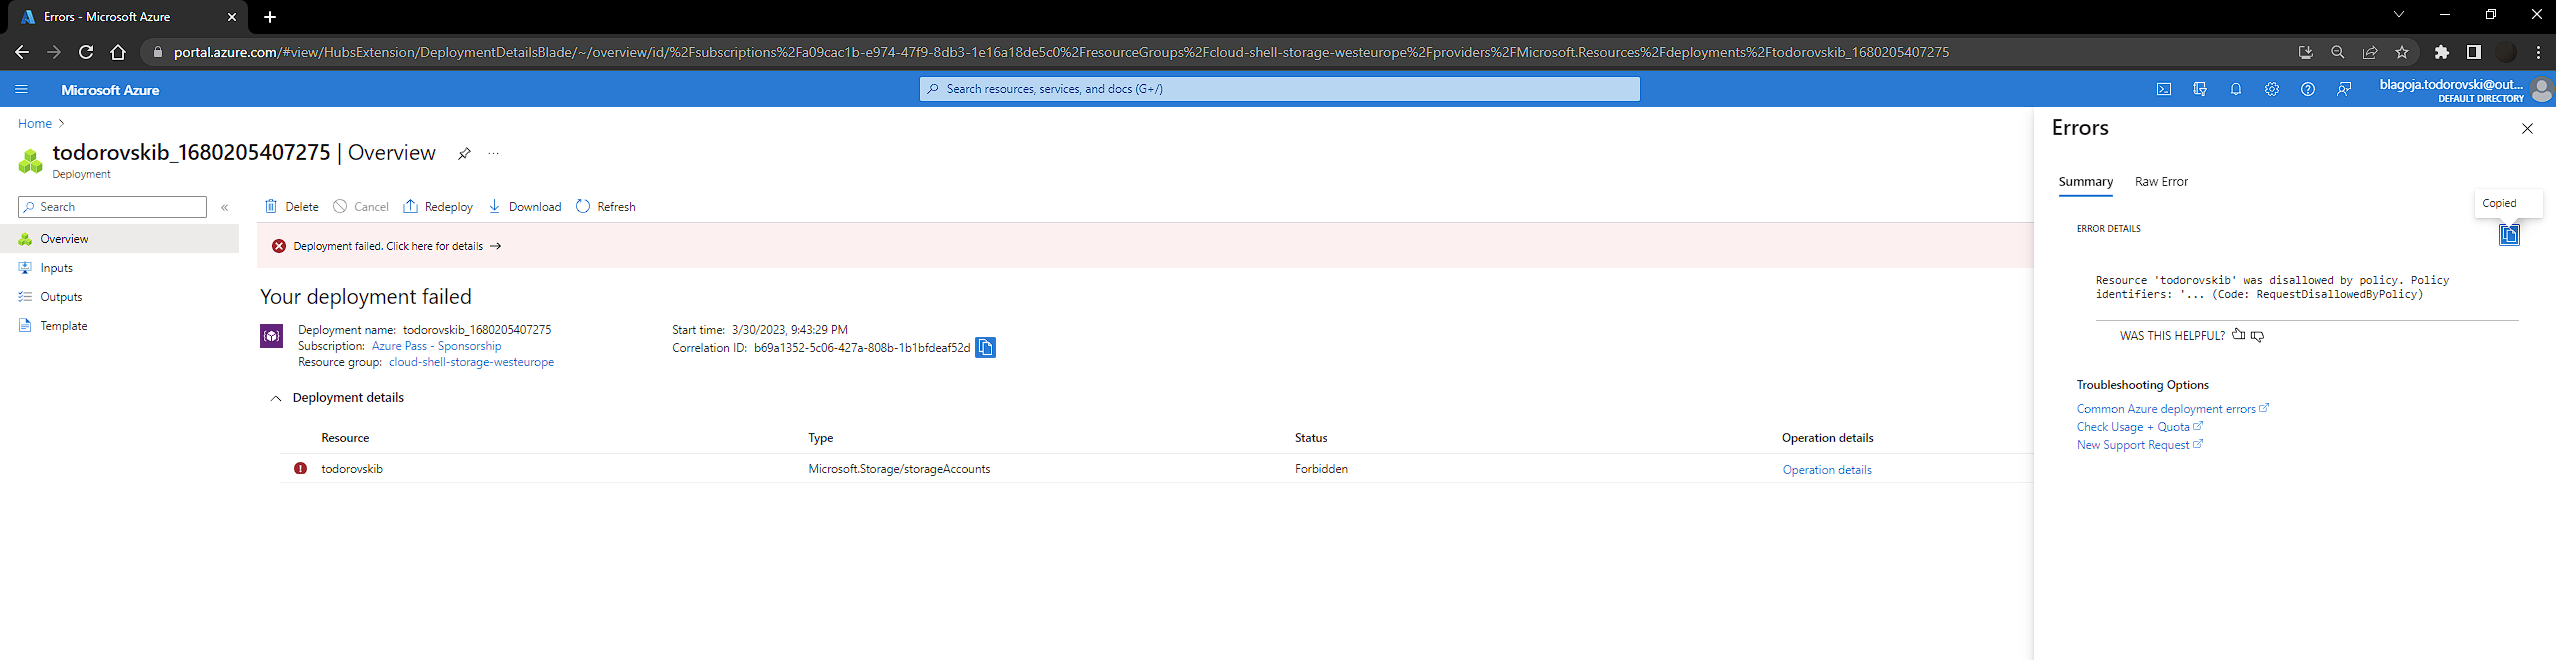 Errors - Microsoft Azure
portal.azure.com/#view/HubsExtension/DeploymentDetailsBlade/~/overview/id/%2Fsubscriptions%2Fa09cac1b-e974-47f9-8db3-1e16a18de5c0%2FresourceGroups%2Fcloud-shell-storage-westeurope%2Fproviders%2FMicrosoft.Resources%2Fdeployments%2Ftodorovskib_1680205407275
Microsoft Azure
Search resources, services, and docs (G+/)
blagoja.todorovski@out...
DEFAULT DIRECTORY
Home
todorovskib_1680205407275 | Overview
Deployment
Search
Overview
Inputs
Outputs
Template
Delete
Cancel
Redeploy
Download
Refresh
Deployment failed. Click here for details
Your deployment failed
Deployment name: todorovskib_1680205407275
Subscription: Azure Pass - Sponsorship
Resource group: cloud-shell-storage-westeurope
Start time: 3/30/2023, 9:43:29 PM
Correlation ID: b69a1352-5c06-427a-808b-1b1bfdeaf52d
Deployment details
Resource Type Status Operation details
todorovskib Microsoft.Storage/storageAccounts Forbidden Operation details
Errors
Summary Raw Error
Copied
ERROR DETAILS
Resource 'todorovskib' was disallowed by policy. Policy
identifiers: '... (Code: RequestDisallowedByPolicy)
WAS THIS HELPFUL?
Troubleshooting Options
Common Azure deployment errors
Check Usage + Quota
New Support Request